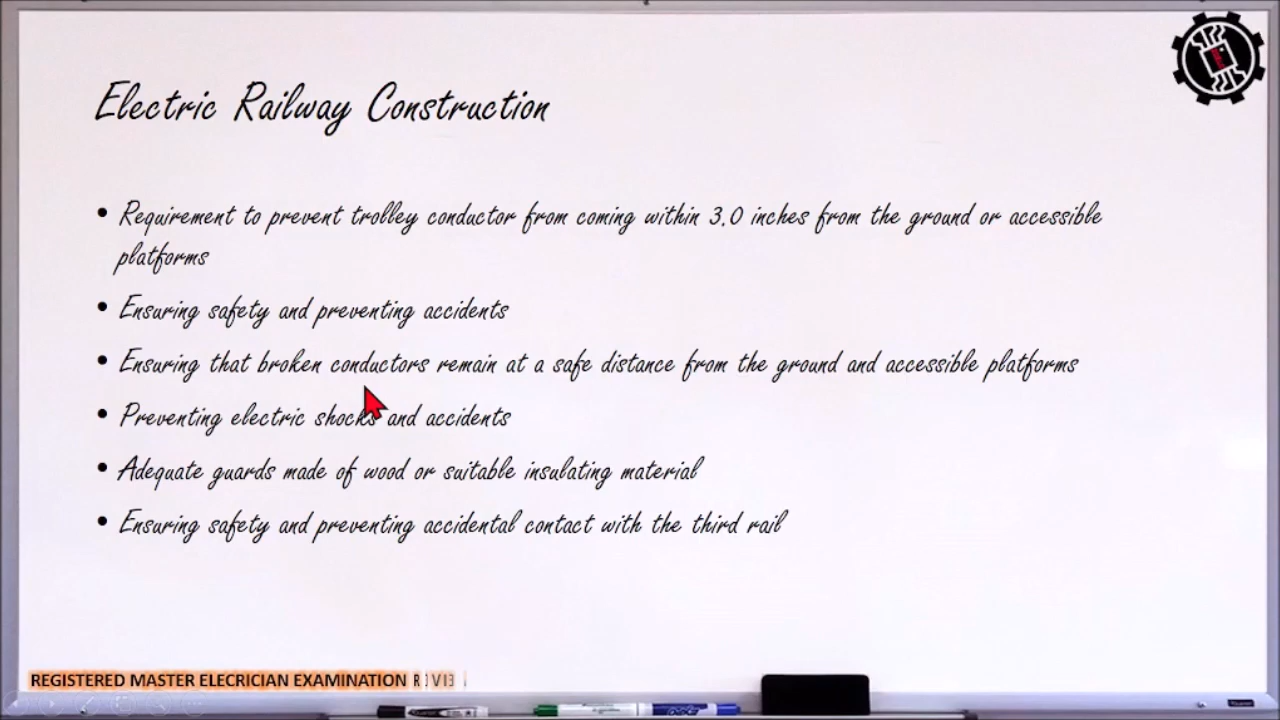 Electric Railway Construction
• Requirement to prevent trolley conductor from coming within 3.0 inches from the ground or accessible
platforms
• Ensuring safety and preventing accidents
• Ensuring that broken conductors remain at a safe distance from the ground and accessible platforms
• Preventing electric shocks and accidents
• Adequate guards made of wood or suitable insulating material
• Ensuring safety and preventing accidental contact with the third rail
REGISTERED MASTER ELECRICIAN EXAMINATION